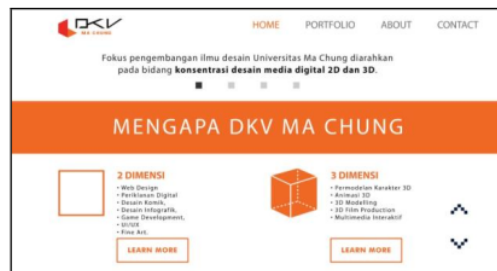 DKV
MA CHUNG
HOME PORTFOLIO ABOUT CONTACT
Fokus pengembangan ilmu desain Universitas Ma Chung diarahkan
pada bidang konsentrasi desain media digital 2D dan 3D.
MENGAPA DKV MA CHUNG
2 DIMENSI
• Web Design
• Periklanan Digital
• Desain Komik,
• Desain Infografik,
• Game Development,
• UI/UX
• Fine Art.
LEARN MORE
3 DIMENSI
• Permodelan Karakter 3D
• Animasi 3D
• 3D Modelling
• 3D Film Production
• Multimedia Interaktif
LEARN MORE